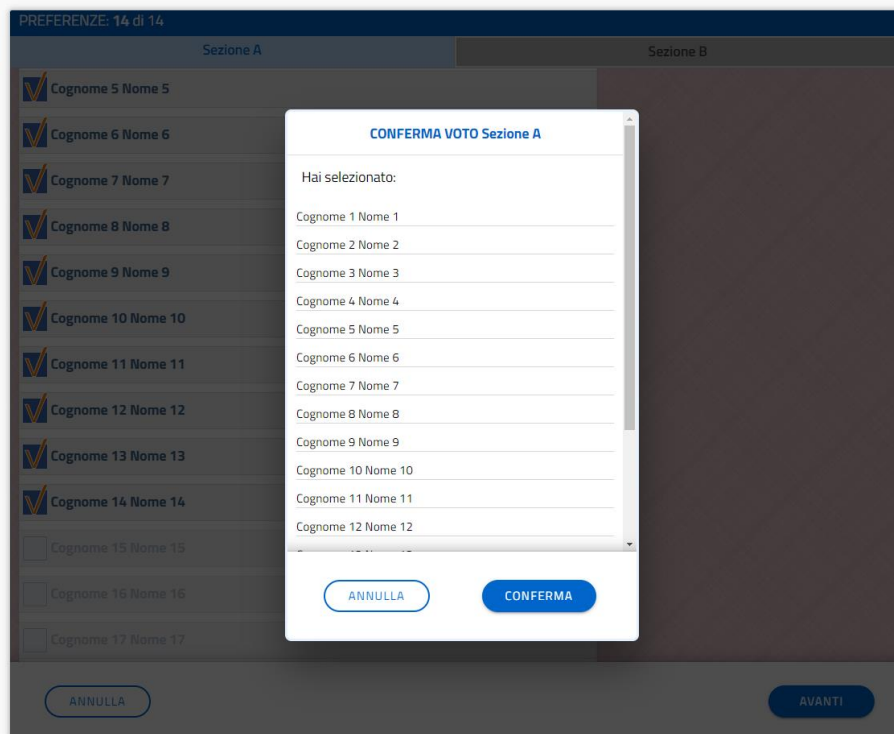 PREFERENZE: 14 di 14
Sezione A
Sezione B
Cognome 5 Nome 5
Cognome 6 Nome 6
Cognome 7 Nome 7
Cognome 8 Nome 8
Cognome 9 Nome 9
Cognome 10 Nome 10
Cognome 11 Nome 11
Cognome 12 Nome 12
Cognome 13 Nome 13
Cognome 14 Nome 14
Cognome 15 Nome 15
Cognome 16 Nome 16
Cognome 17 Nome 17
CONFERMA VOTO Sezione A
Hai selezionato:
Cognome 1 Nome 1
Cognome 2 Nome 2
Cognome 3 Nome 3
Cognome 4 Nome 4
Cognome 5 Nome 5
Cognome 6 Nome 6
Cognome 7 Nome 7
Cognome 8 Nome 8
Cognome 9 Nome 9
Cognome 10 Nome 10
Cognome 11 Nome 11
Cognome 12 Nome 12
ANNULLA
CONFERMA
ANNULLA
AVANTI